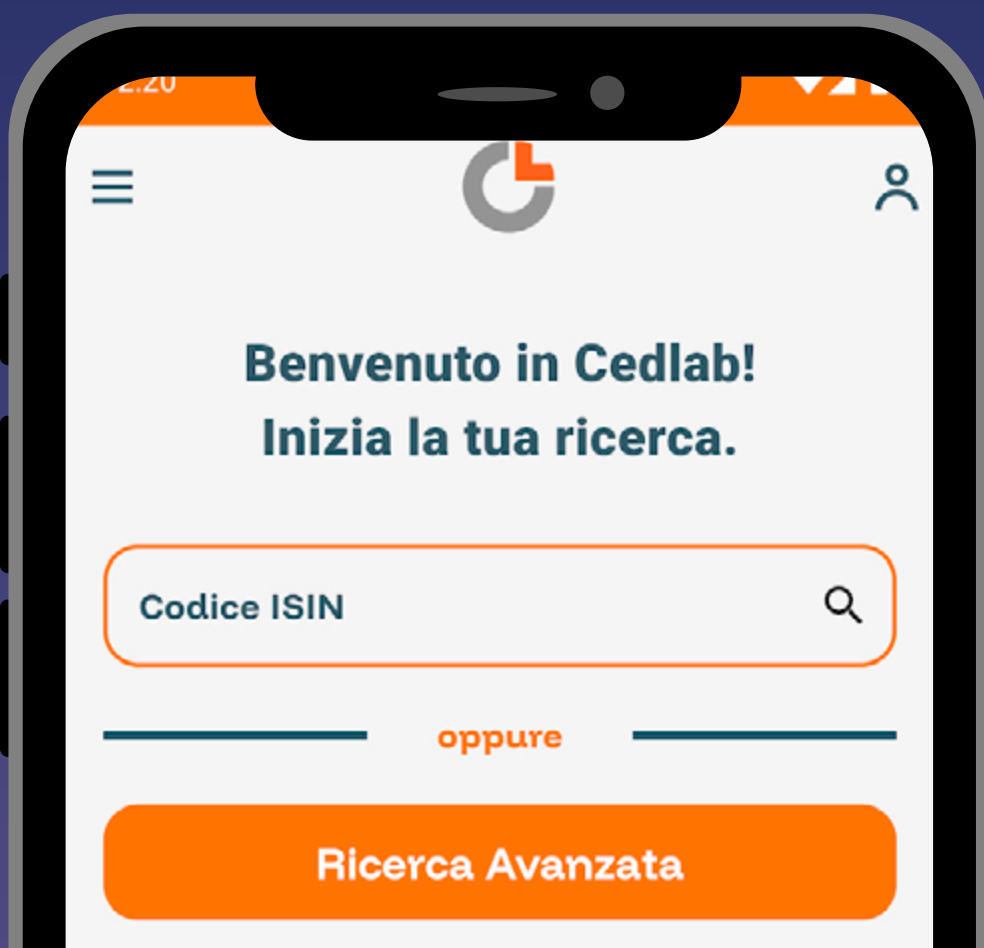 Benvenuto in Cedlab!
Inizia la tua ricerca.
Codice ISIN
oppure
Ricerca Avanzata